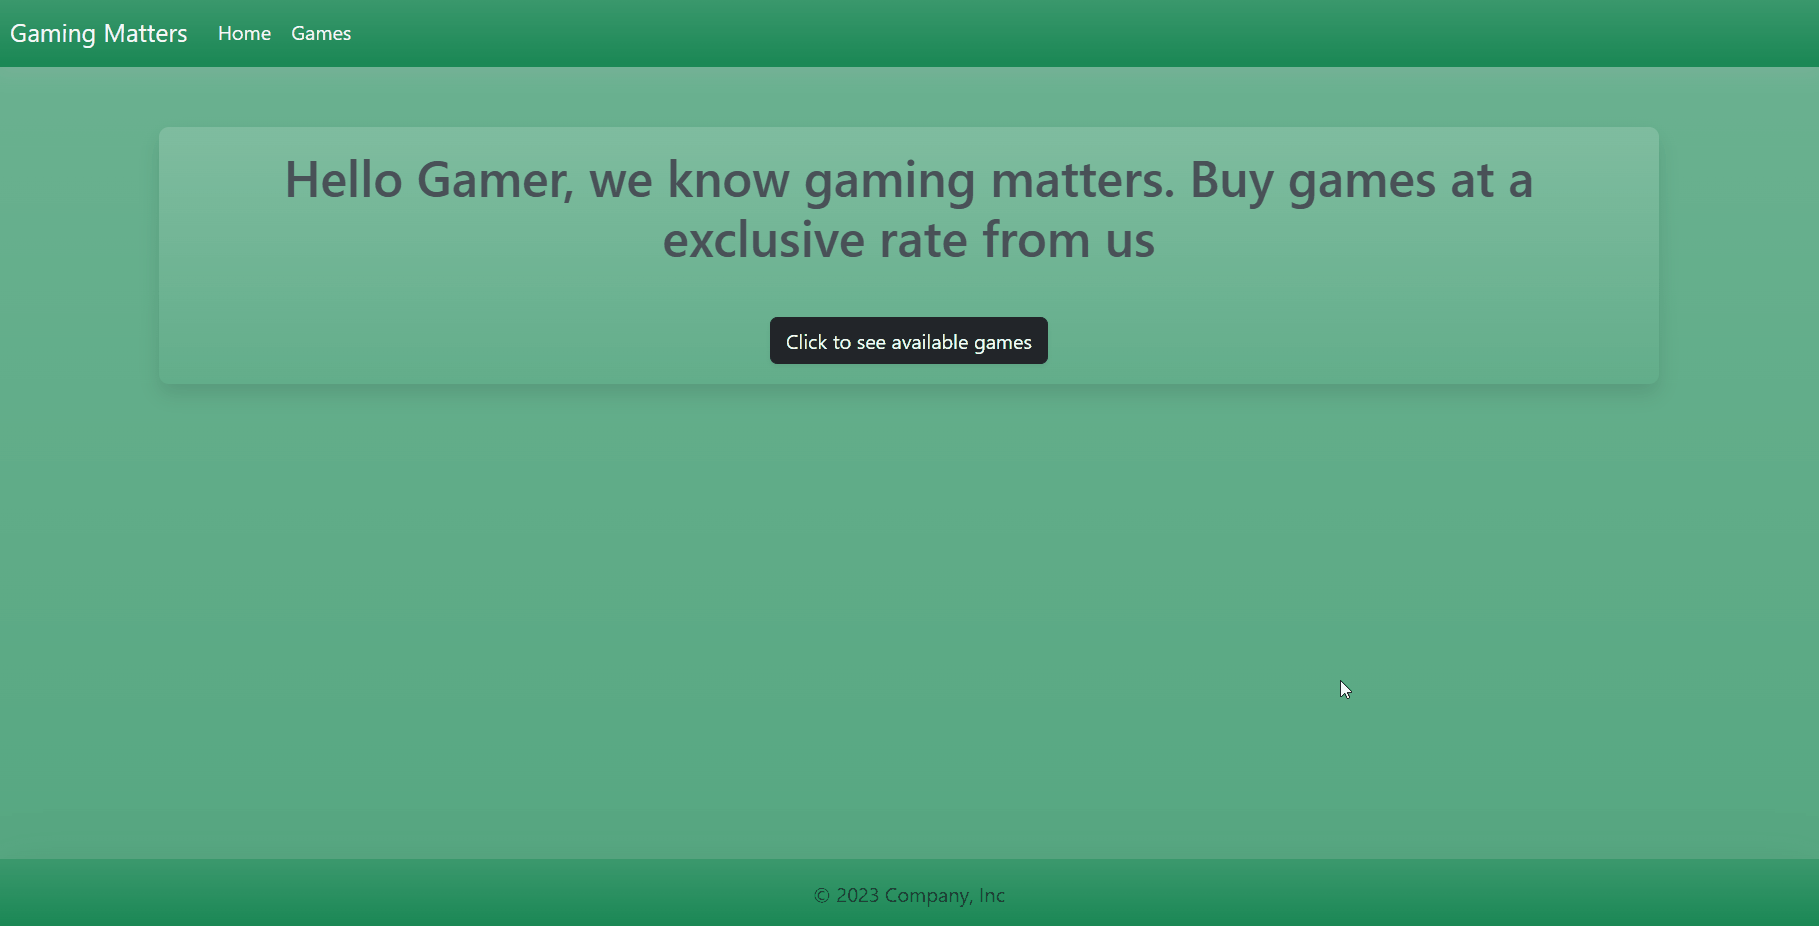 Gaming Matters Home Games
Hello Gamer, we know gaming matters. Buy games at a
exclusive rate from us
Click to see available games
© 2023 Company, Inc